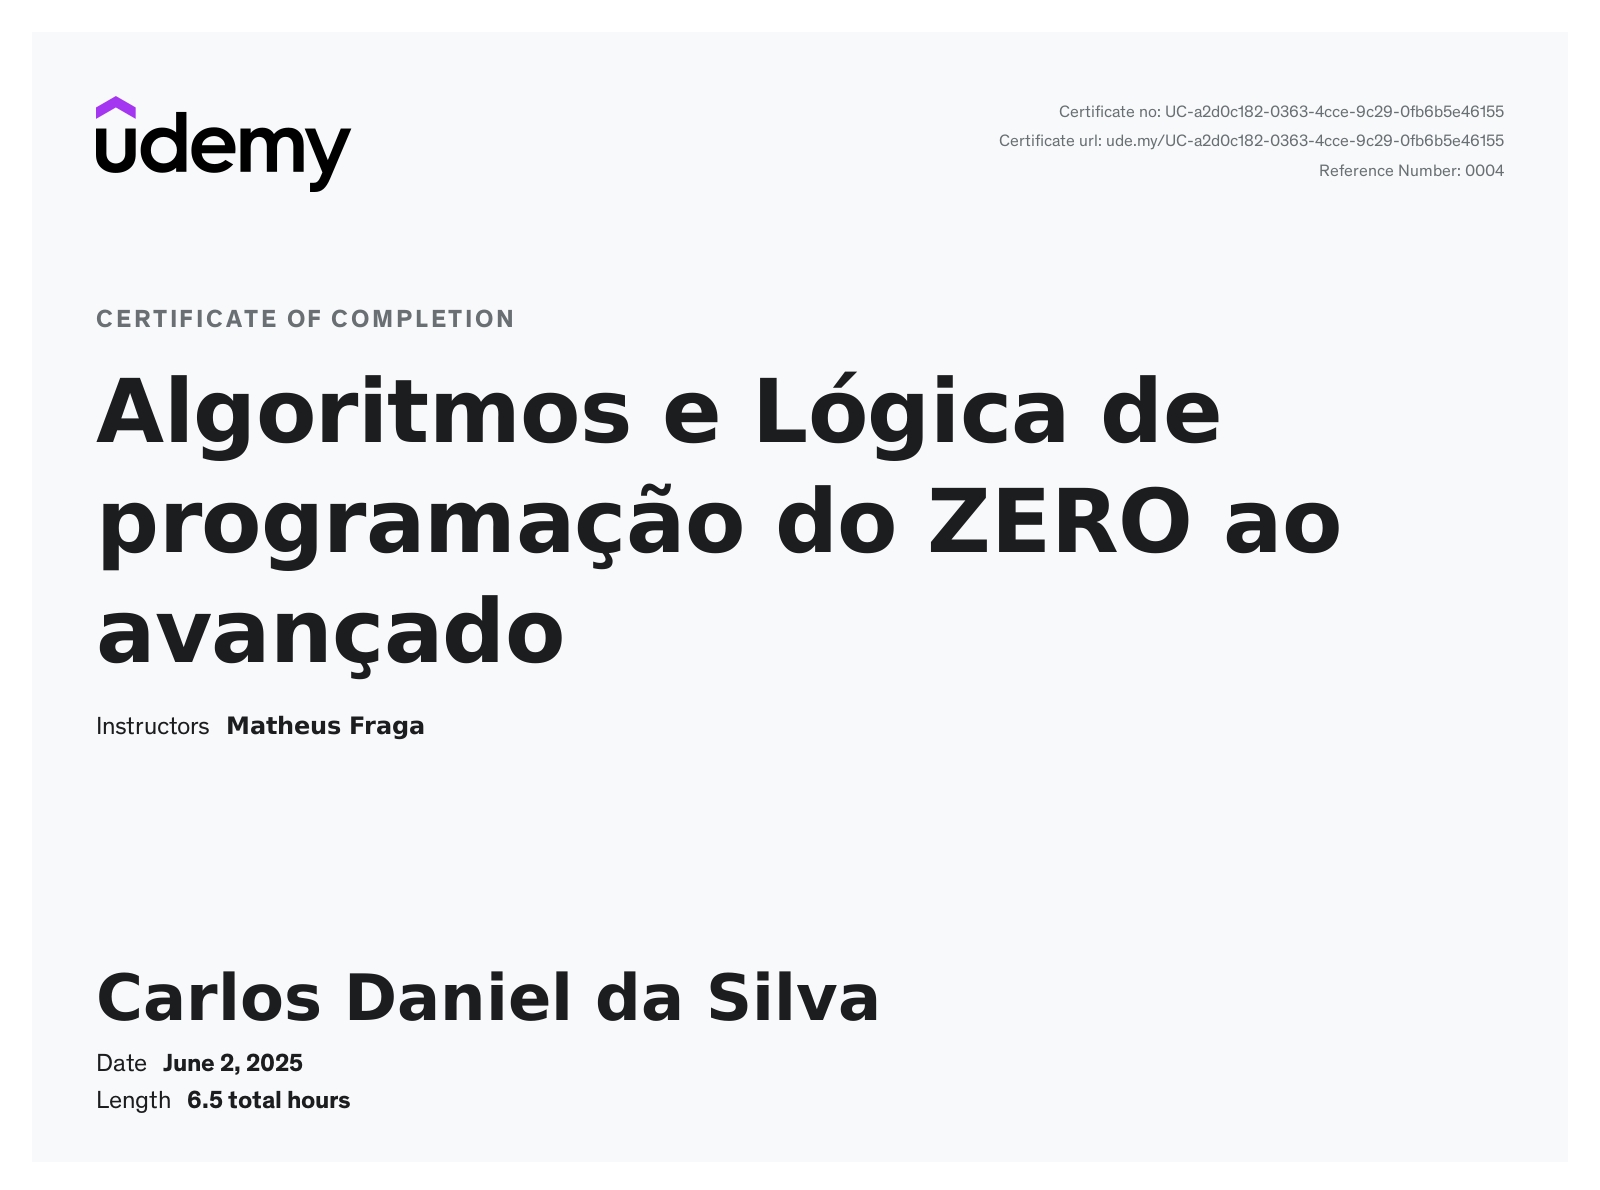 udemy
Certificate no: UC-a2d0c182-0363-4cce-9c29-0fb6b5e46155
Certificate url: ude.my/UC-a2d0c182-0363-4cce-9c29-0fb6b5e46155
Reference Number: 0004
CERTIFICATE OF COMPLETION
Algoritmos e Lógica de
programação do ZERO ao
avançado
Instructors Matheus Fraga
Carlos Daniel da Silva
Date June 2, 2025
Length 6.5 total hours